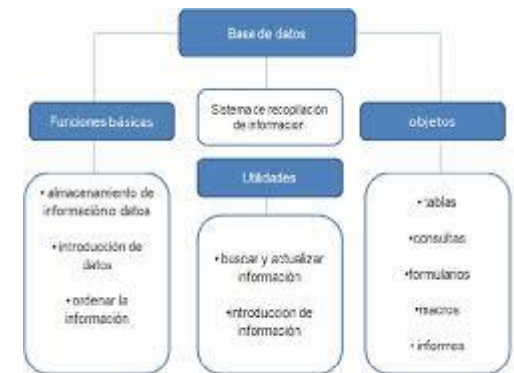 Base de datos
Funciones básicas
• almacenamiento de
información o datos
• introducción de
datos
• ordenar la
información
Sistema de recopilación
de informacion
Utilidades
• buscar y actualizar
información
•introducción de
información
objetos
• tablas
•consultas
•formularios
•macros
• informes